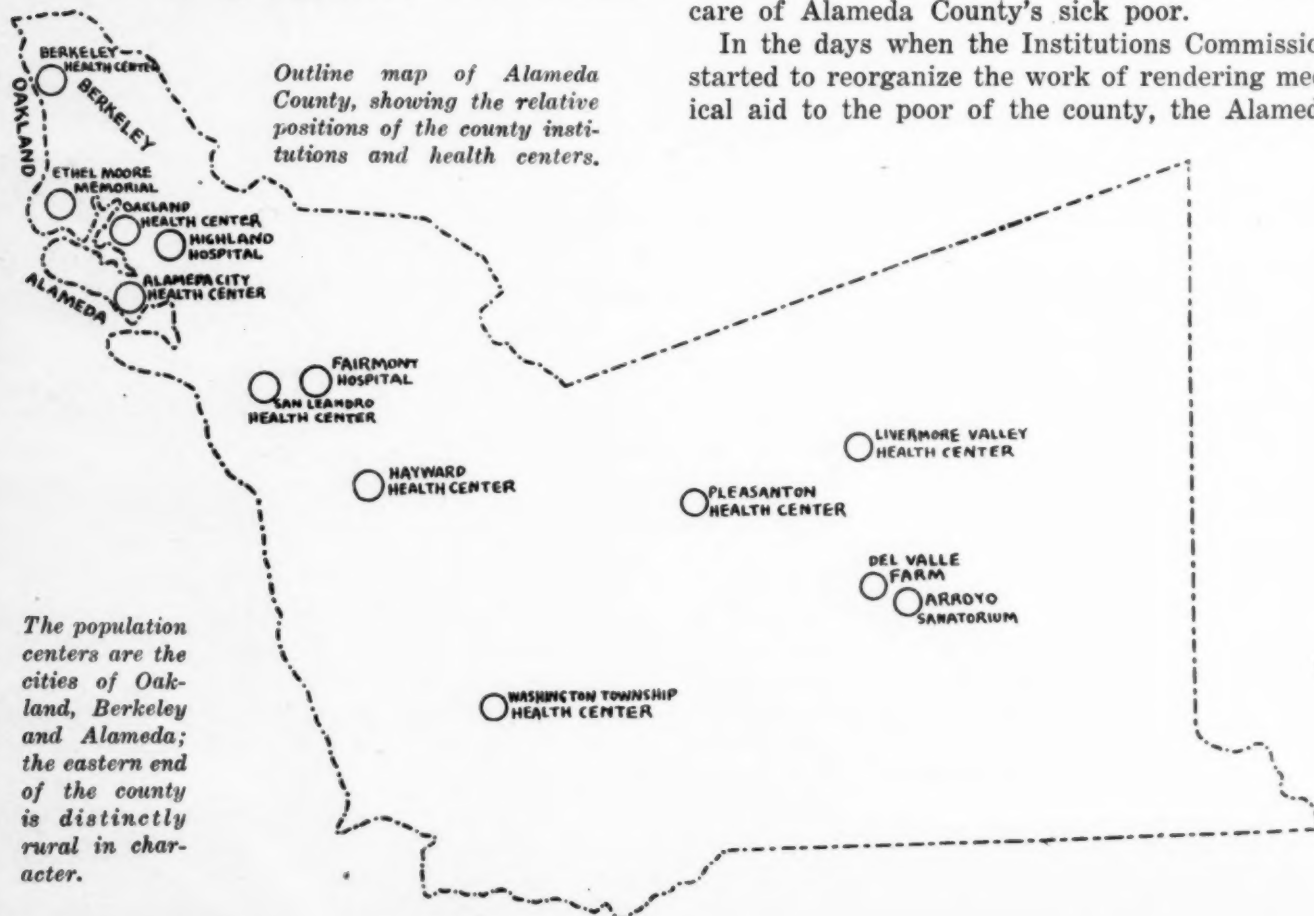 care of Alameda County's sick poor.
In the days when the Institutions Commissio
started to reorganize the work of rendering med
ical aid to the poor of the county, the Alamed
Outline map of Alameda
County, showing the relative
positions of the county insti-
tutions and health centers.
BERKELEY
HEALTH CENTER
OAKLAND
BERKELEY
ETHEL MOORE
MEMORIAL
OAKLAND
HEALTH CENTER
HIGHLAND
HOSPITAL
ALAMEDA CITY
HEALTH CENTER
ALAMEDA
FAIRMONT
HOSPITAL
SAN LEANDRO
HEALTH CENTER
HAYWARD
HEALTH CENTER
LIVERMORE VALLEY
HEALTH CENTER
PLEASANTON
HEALTH CENTER
DEL VALLE
FARM
ARROYO
SANATORIUM
WASHINGTON TOWNSHIP
HEALTH CENTER
The population
centers are the
cities of Oak-
land, Berkeley
and Alameda;
the eastern end
of the county
is distinctly
rural in char-
acter.